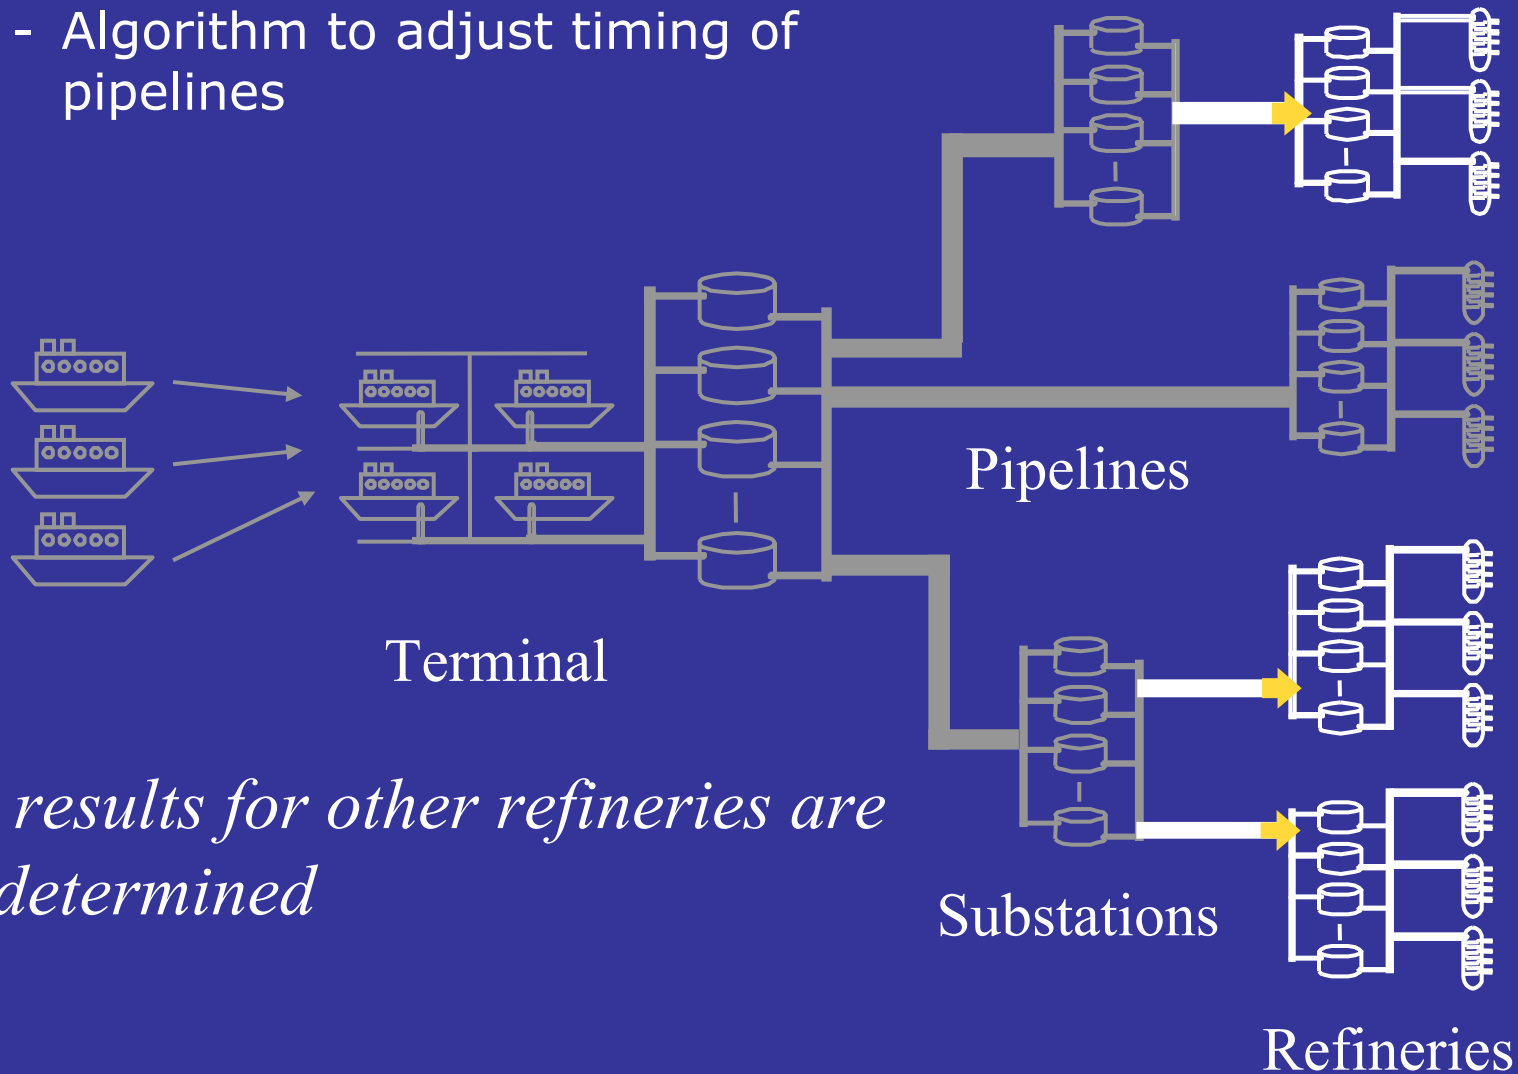 - Algorithm to adjust timing of
pipelines
Pipelines
Terminal
results for other refineries are
determined
Substations
Refineries